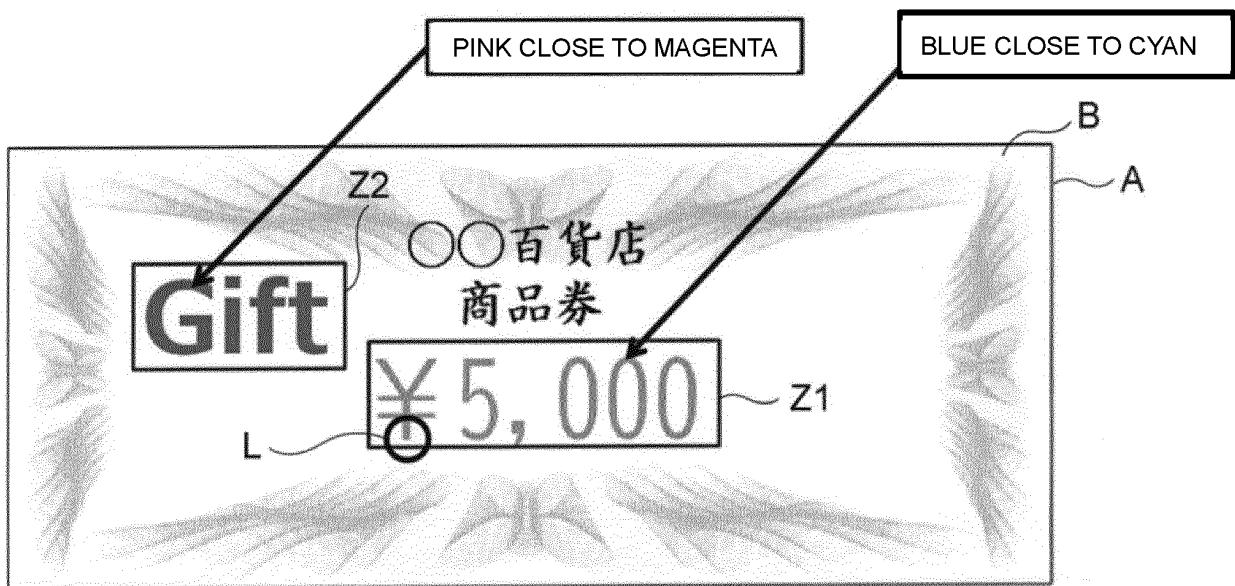 PINK CLOSE TO MAGENTA
BLUE CLOSE TO CYAN
B
A
Z2
○○百貨店
商品券
Gift
¥5,000
Z1
L